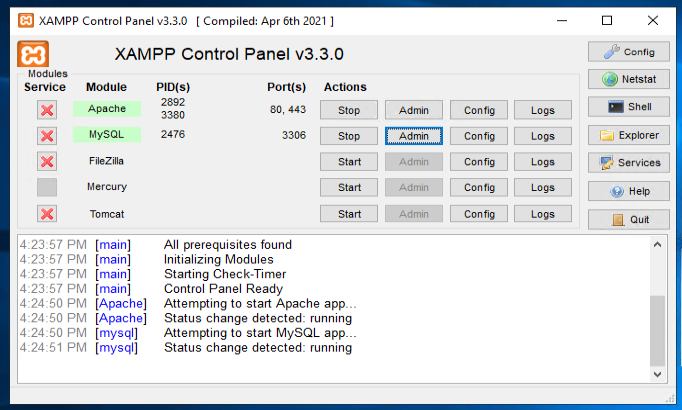 XAMPP Control Panel v3.3.0 [ Compiled: Apr 6th 2021 ]
XAMPP Control Panel v3.3.0
Config
Modules
Service Module PID(s) Port(s) Actions
Netstat
Apache 2892 3380 80, 443 Stop Admin Config Logs
Shell
MySQL 2476 3306 Stop Admin Config Logs
Explorer
FileZilla Start Admin Config Logs
Services
Mercury Start Admin Config Logs
Help
Tomcat Start Admin Config Logs
Quit
4:23:57 PM [main] All prerequisites found
4:23:57 PM [main] Initializing Modules
4:23:57 PM [main] Starting Check-Timer
4:23:57 PM [main] Control Panel Ready
4:24:50 PM [Apache] Attempting to start Apache app...
4:24:50 PM [Apache] Status change detected: running
4:24:50 PM [mysql] Attempting to start MySQL app...
4:24:51 PM [mysql] Status change detected: running